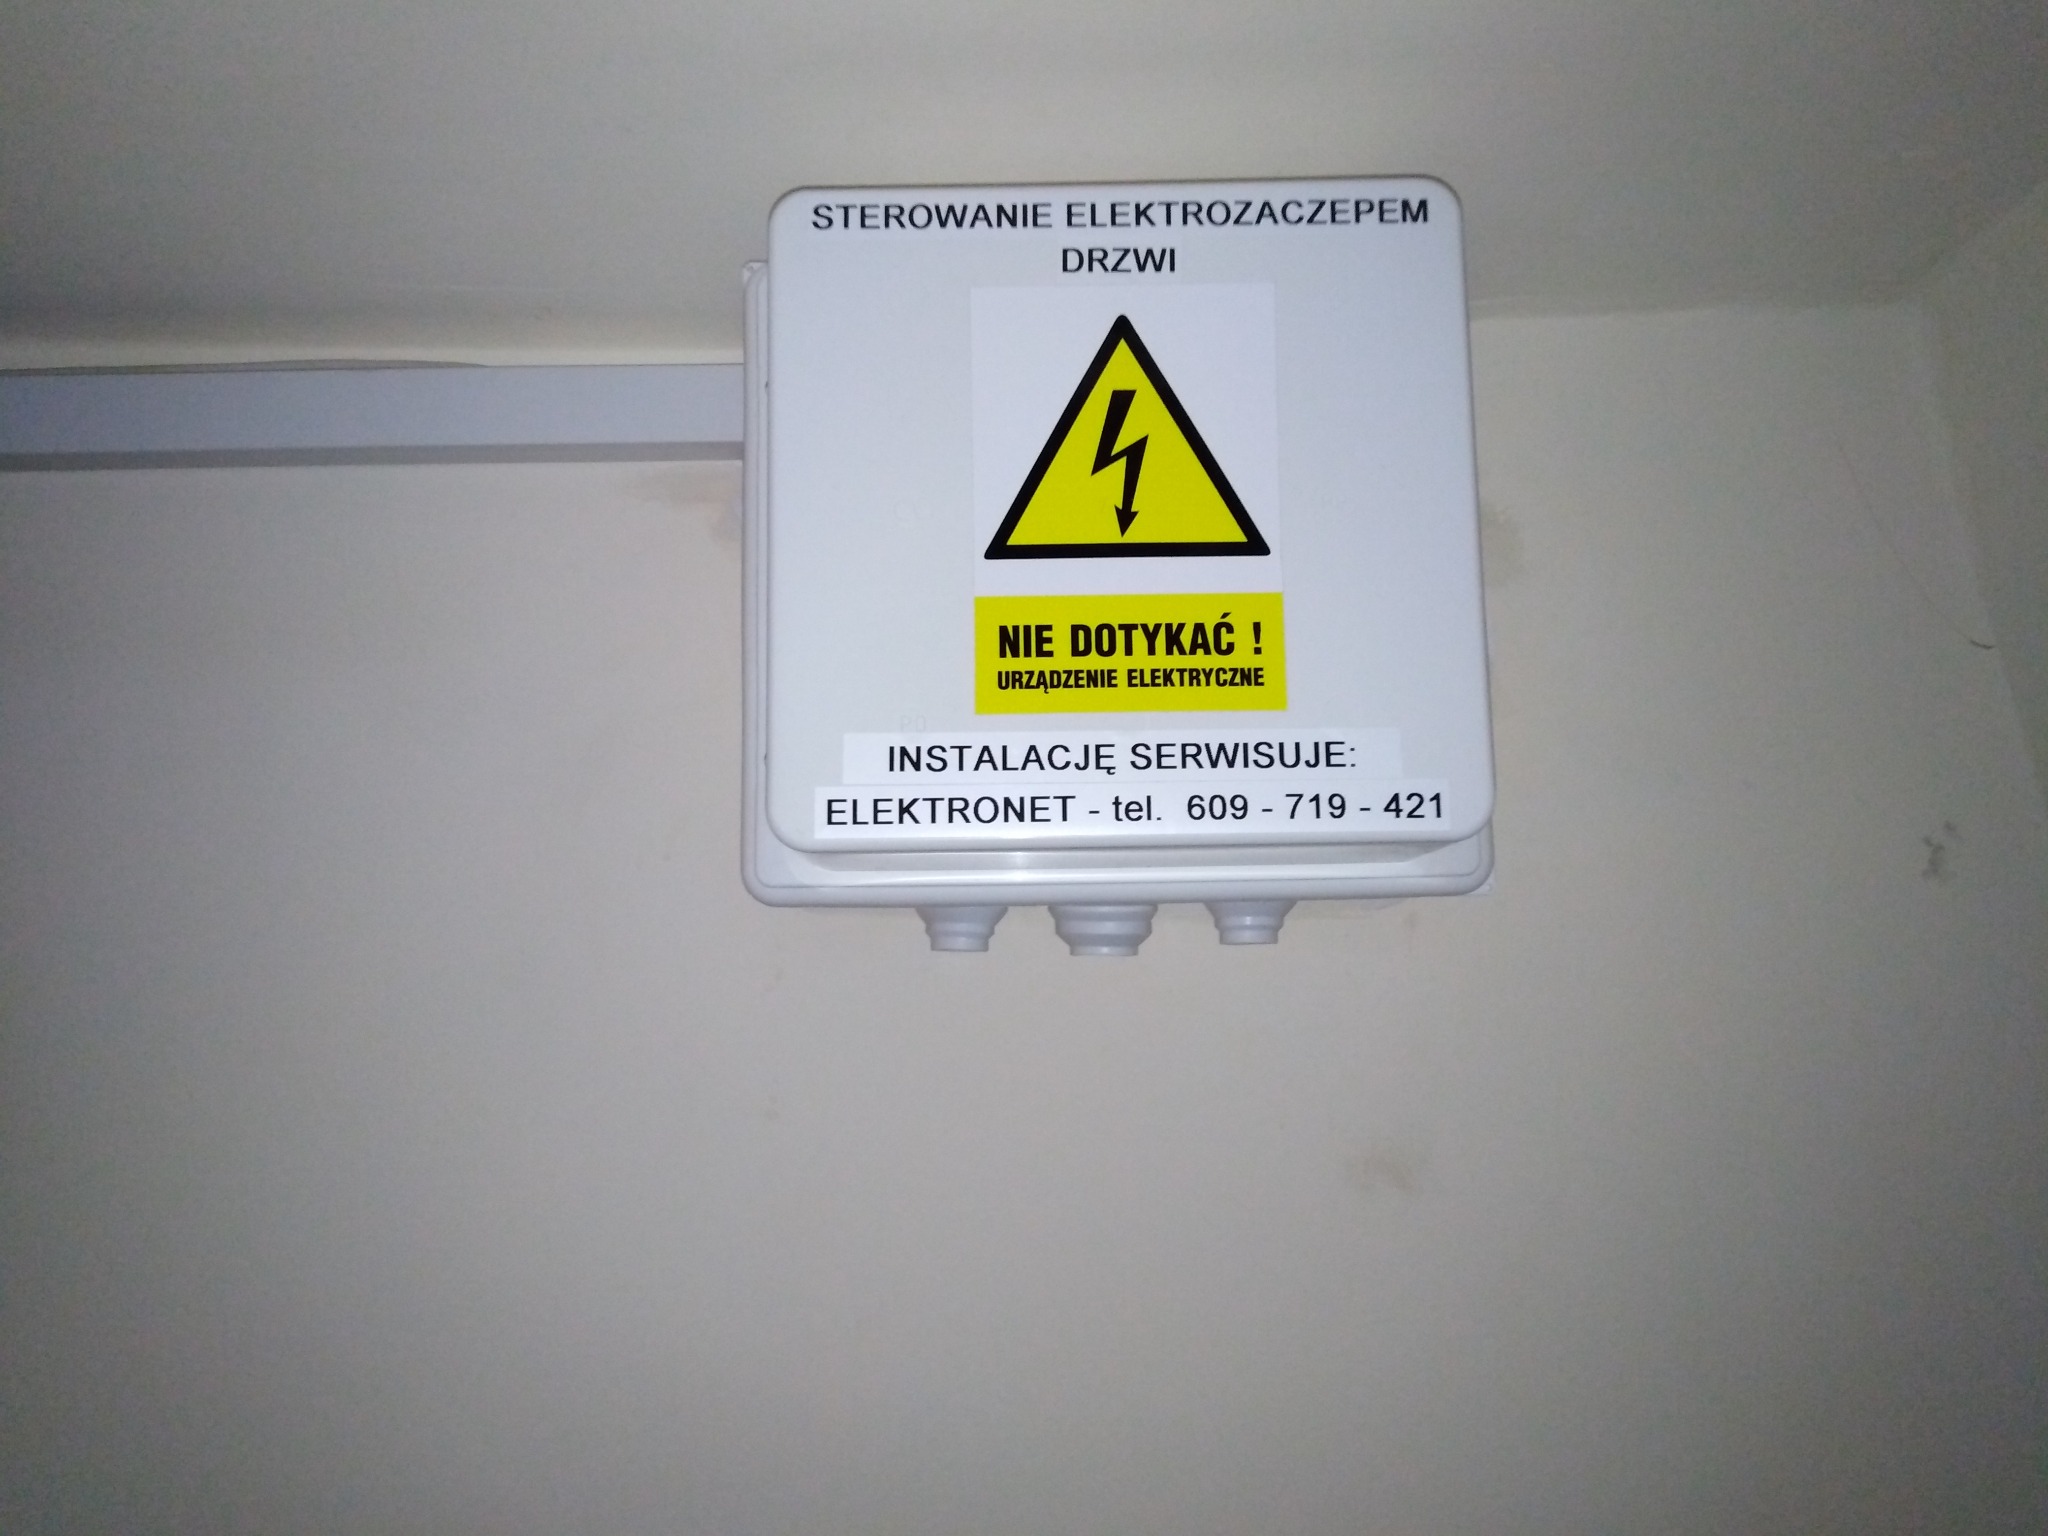 STEROWANIE ELEKTROZACZEPEM
DRZWI
NIE DOTYKAĆ !
URZĄDZENIE ELEKTRYCZNE
INSTALACJĘ SERWISUJE:
ELEKTRONET - tel. 609 - 719 - 421